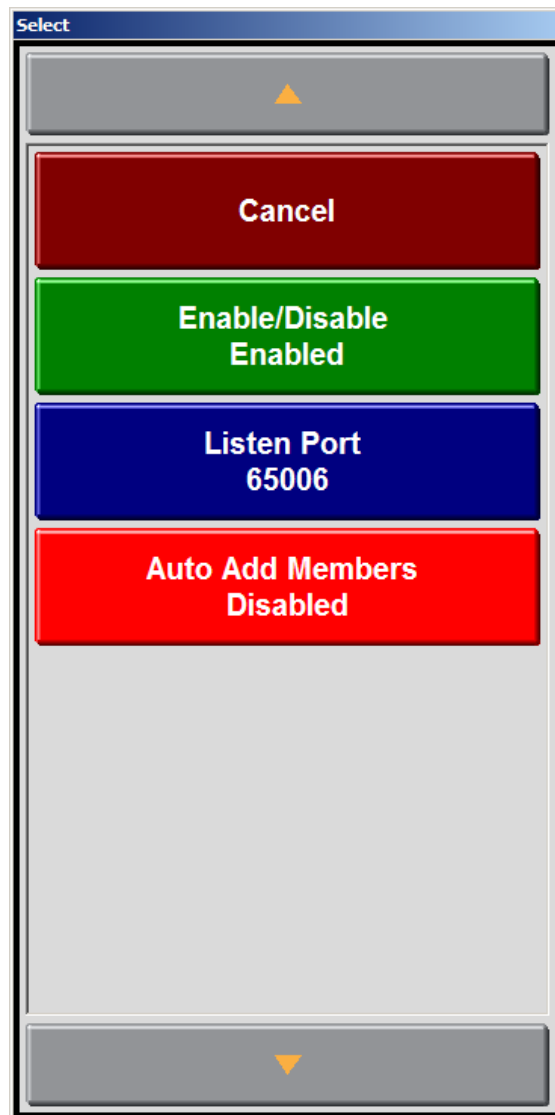 Select
Cancel
Enable/Disable
Enabled
Listen Port
65006
Auto Add Members
Disabled